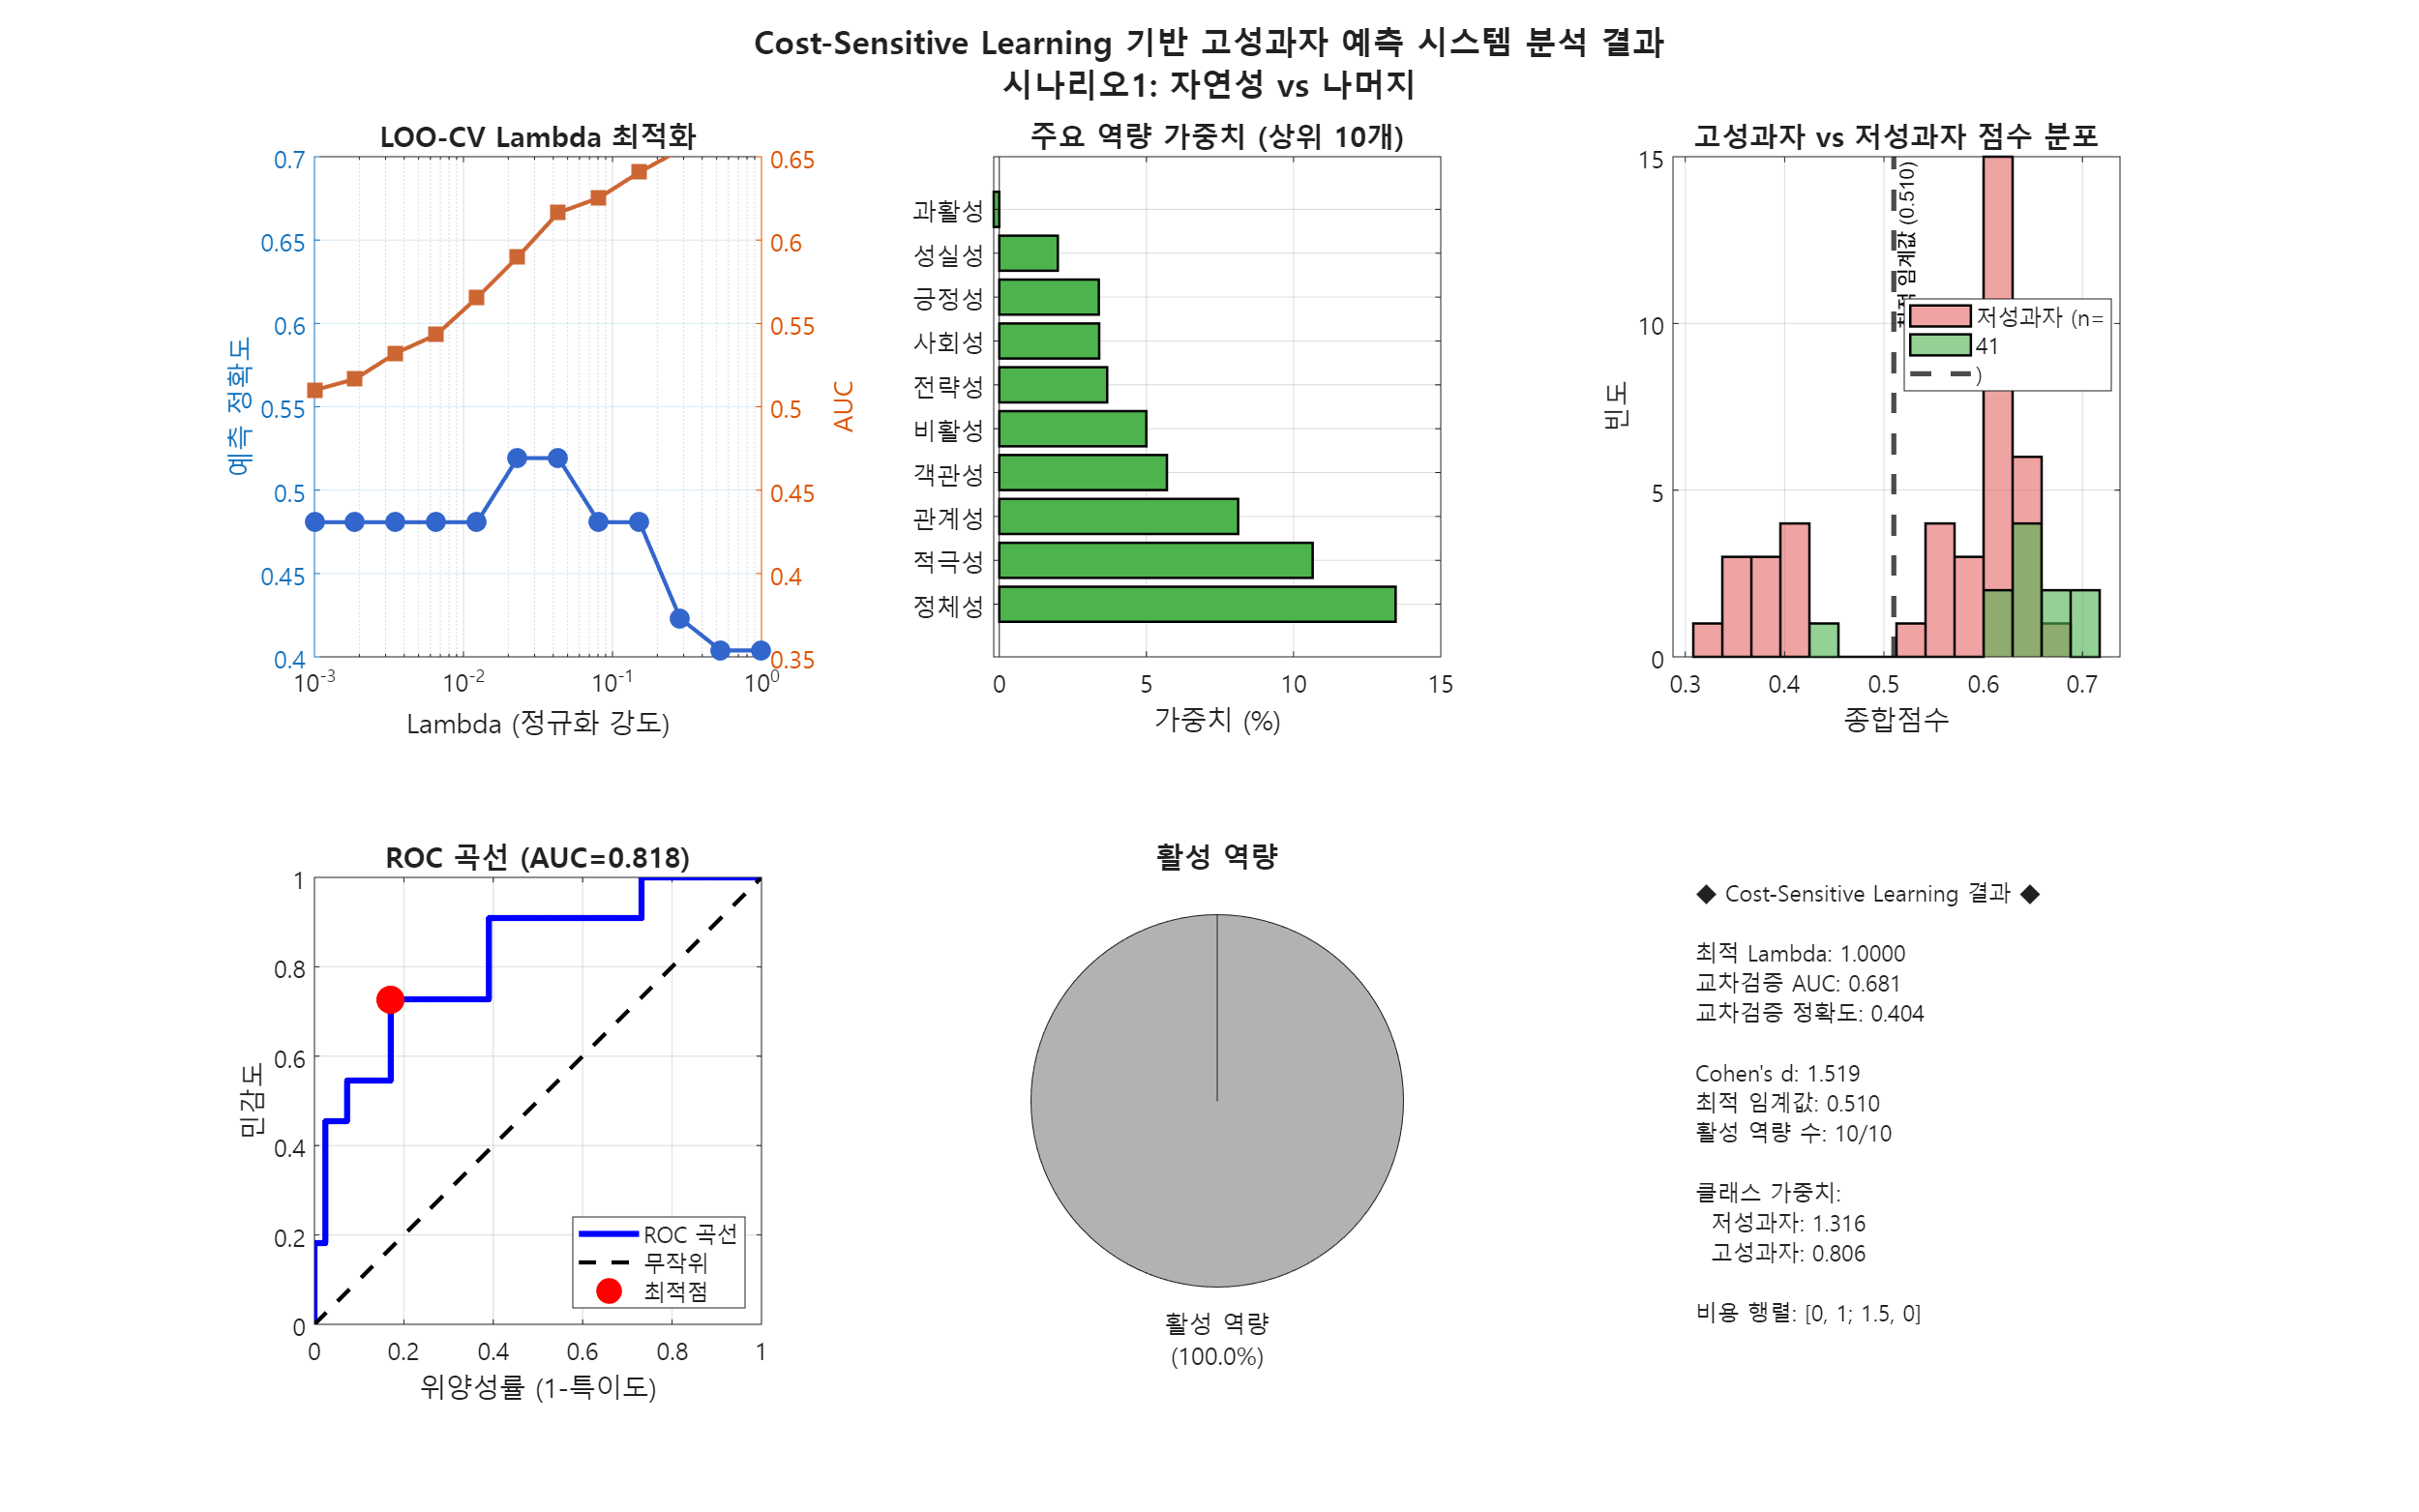 Cost-Sensitive Learning 기반 고성과자 예측 시스템 분석 결과
시나리오1: 자연성 vs 나머지
LOO-CV Lambda 최적화
0.7
0.65
0.6
0.55
0.5
0.45
0.4
예측 정확도
0.65
0.6
0.55
0.5
0.45
0.4
0.35
AUC
10^-3
10^-2
10^-1
10^0
Lambda (정규화 강도)
주요 역량 가중치 (상위 10개)
과활성
성실성
긍정성
사회성
전략성
비활성
객관성
관계성
적극성
정체성
0
5
10
15
가중치 (%)
고성과자 vs 저성과자 점수 분포
15
10
5
0
빈도
임계값 (0.510)
저성과자 (n=
41
)
0.3
0.4
0.5
0.6
0.7
종합점수
ROC 곡선 (AUC=0.818)
1
0.8
0.6
0.4
0.2
0
민감도
ROC 곡선
무작위
최적점
0
0.2
0.4
0.6
0.8
1
위양성률 (1-특이도)
활성 역량
활성 역량
(100.0%)
◆ Cost-Sensitive Learning 결과 ◆
최적 Lambda: 1.0000
교차검증 AUC: 0.681
교차검증 정확도: 0.404
Cohen's d: 1.519
최적 임계값: 0.510
활성 역량 수: 10/10
클래스 가중치:
저성과자: 1.316
고성과자: 0.806
비용 행렬: [0, 1; 1.5, 0]